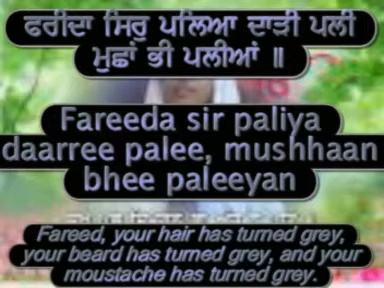 ਫਰੀਦਾ ਸਿਰੁ ਪਲਿਆ ਦਾੜੀ ਪਲੀ
ਮੁਛਾਂ ਭੀ ਪਲੀਆਂ ॥
Fareeda sir paliya
daarree palee, mushhaan
bhee paleeyan
Fareed, your hair has turned grey,
your beard has turned grey, and your
moustache has turned grey.